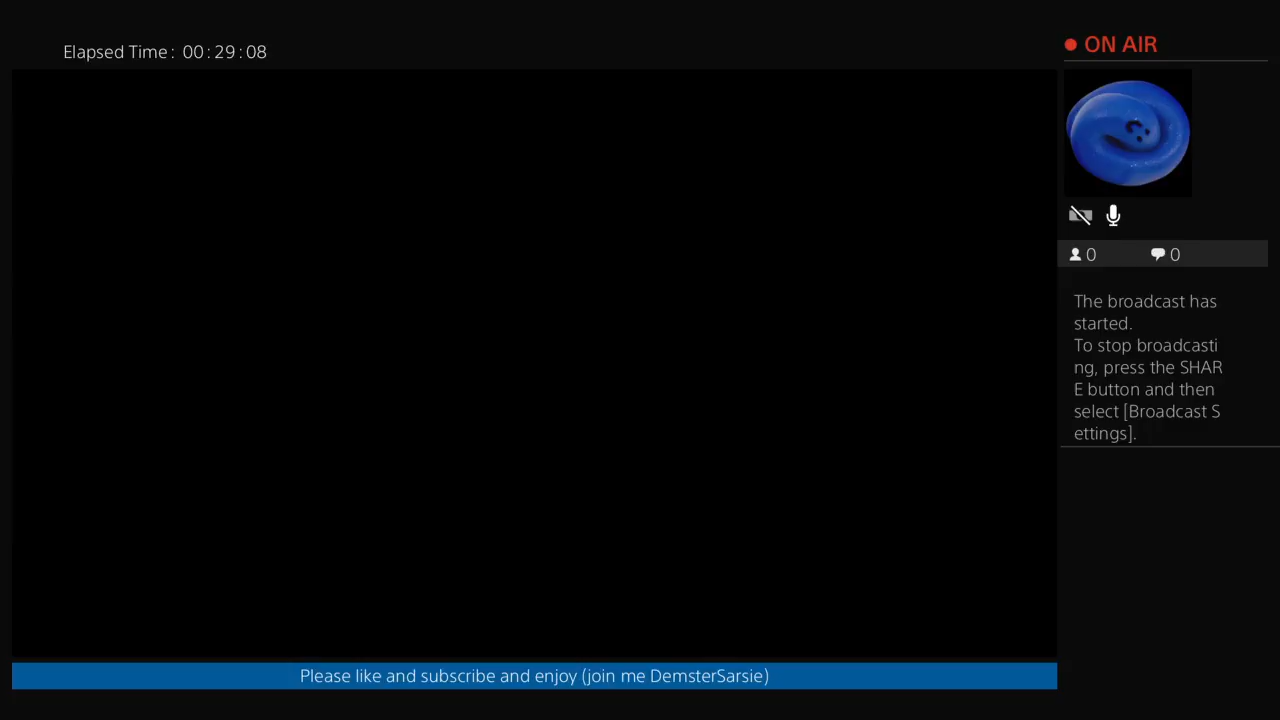 Elapsed Time: 00:29:08
ON AIR
0
0
The broadcast has
started.
To stop broadcasti
ng, press the SHAR
E button and then
select [Broadcast S
ettings].
Please like and subscribe and enjoy (join me DemsterSarsie)